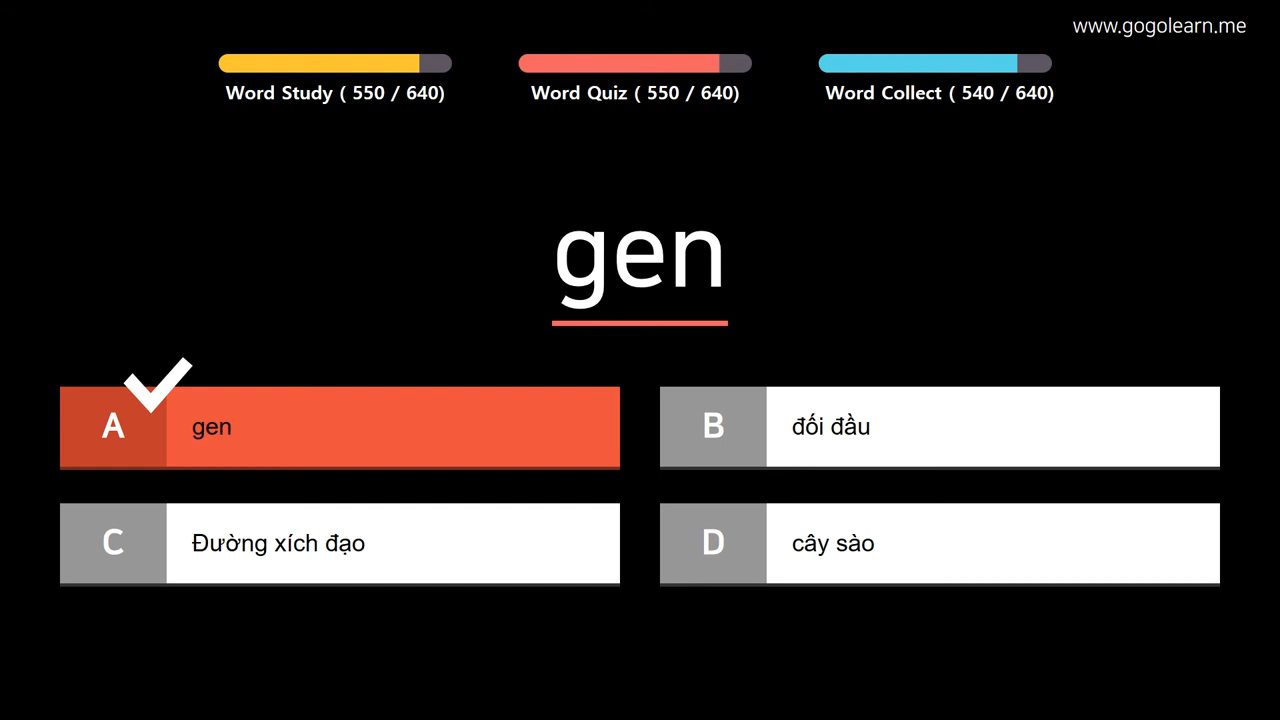 www.gogolearn.me
Word Study ( 550 / 640)
Word Quiz ( 550 / 640)
Word Collect ( 540 / 640)
gen
A gen
B đối đầu
C Đường xích đạo
D cây sào